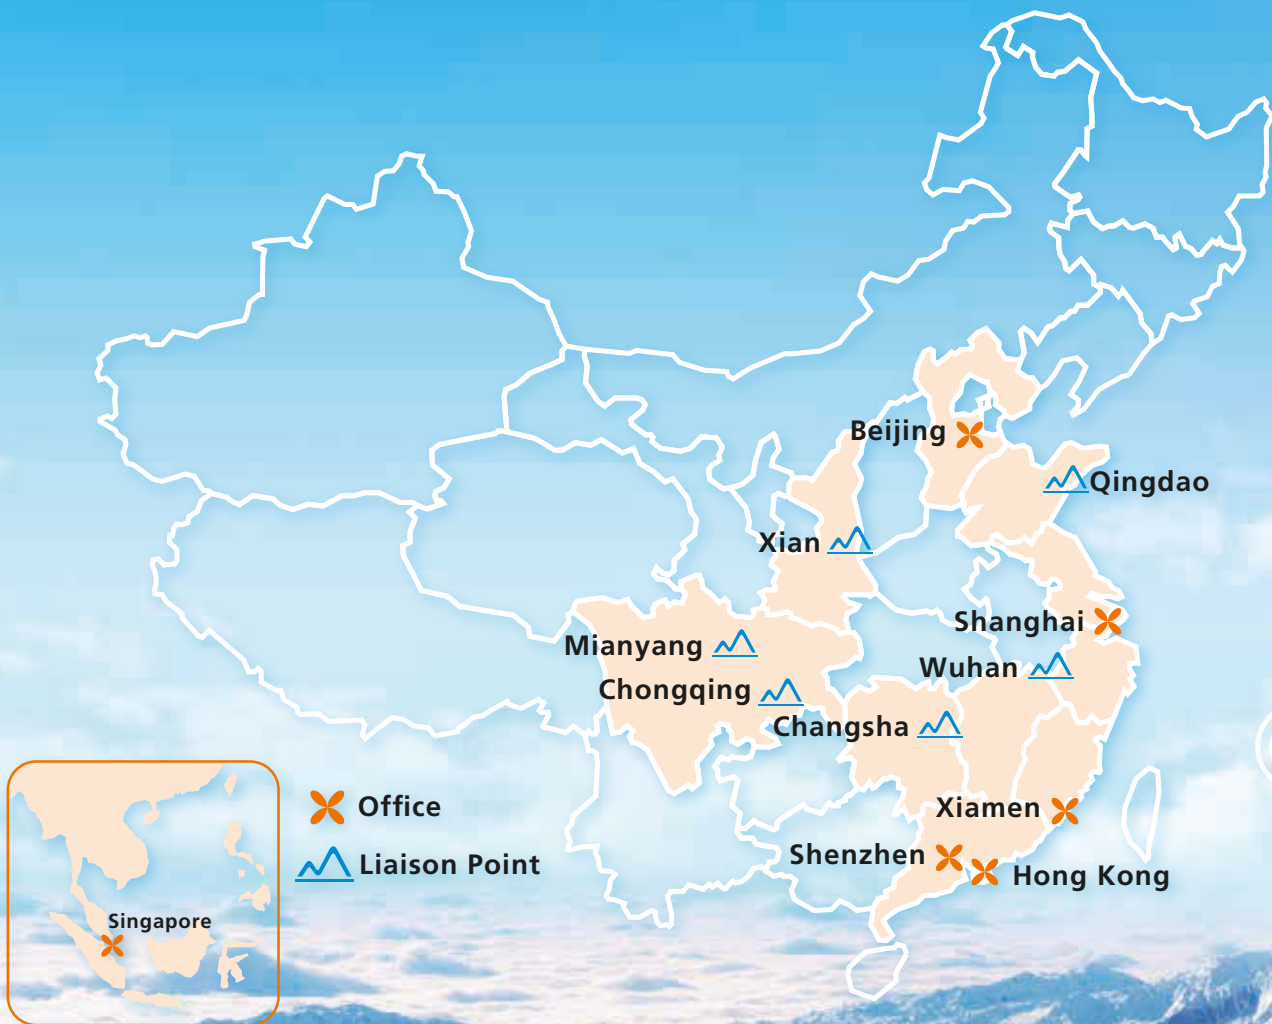 Beijing
Qingdao
Xian
Shanghai
Mianyang
Wuhan
Chongqing
Changsha
Office
Xiamen
Liaison Point
Shenzhen
Hong Kong
Singapore